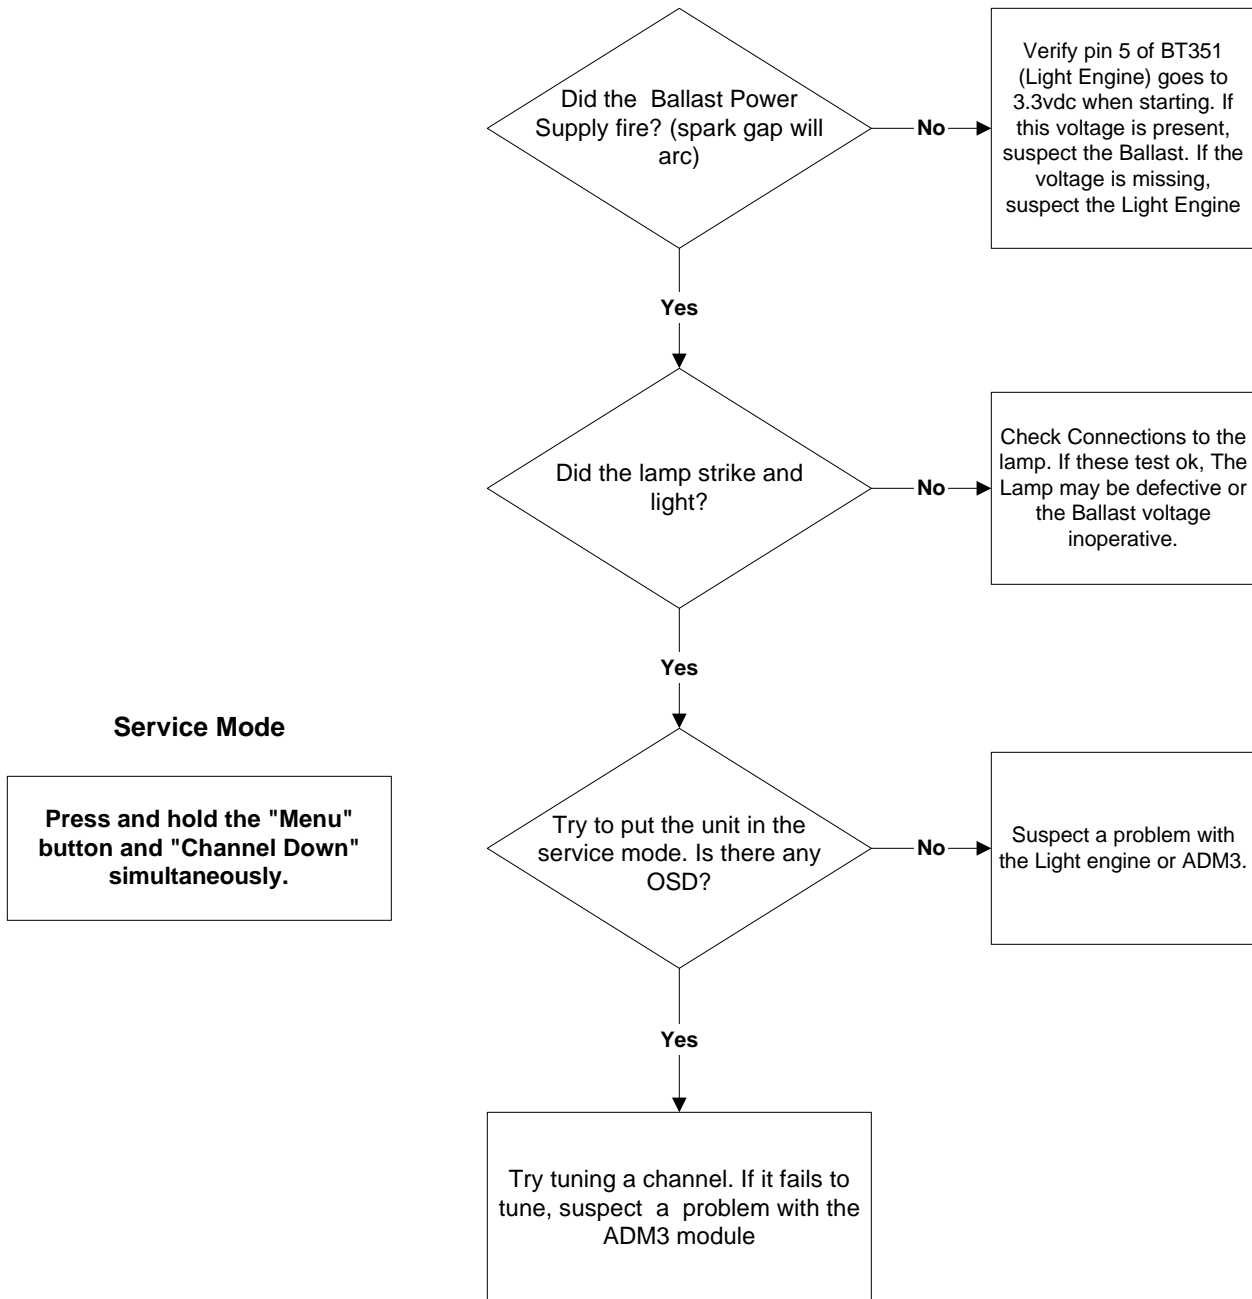 Did the Ballast Power
Supply fire? (spark gap will
arc)
No
Verify pin 5 of BT351
(Light Engine) goes to
3.3vdc when starting. If
this voltage is present,
suspect the Ballast. If the
voltage is missing,
suspect the Light Engine
Yes
Did the lamp strike and
light?
No
Check Connections to the
lamp. If these test ok, The
Lamp may be defective or
the Ballast voltage
inoperative.
Yes
Service Mode
Press and hold the "Menu"
button and "Channel Down"
simultaneously.
Try to put the unit in the
service mode. Is there any
OSD?
No
Suspect a problem with
the Light engine or ADM3.
Yes
Try tuning a channel. If it fails to
tune, suspect a problem with the
ADM3 module